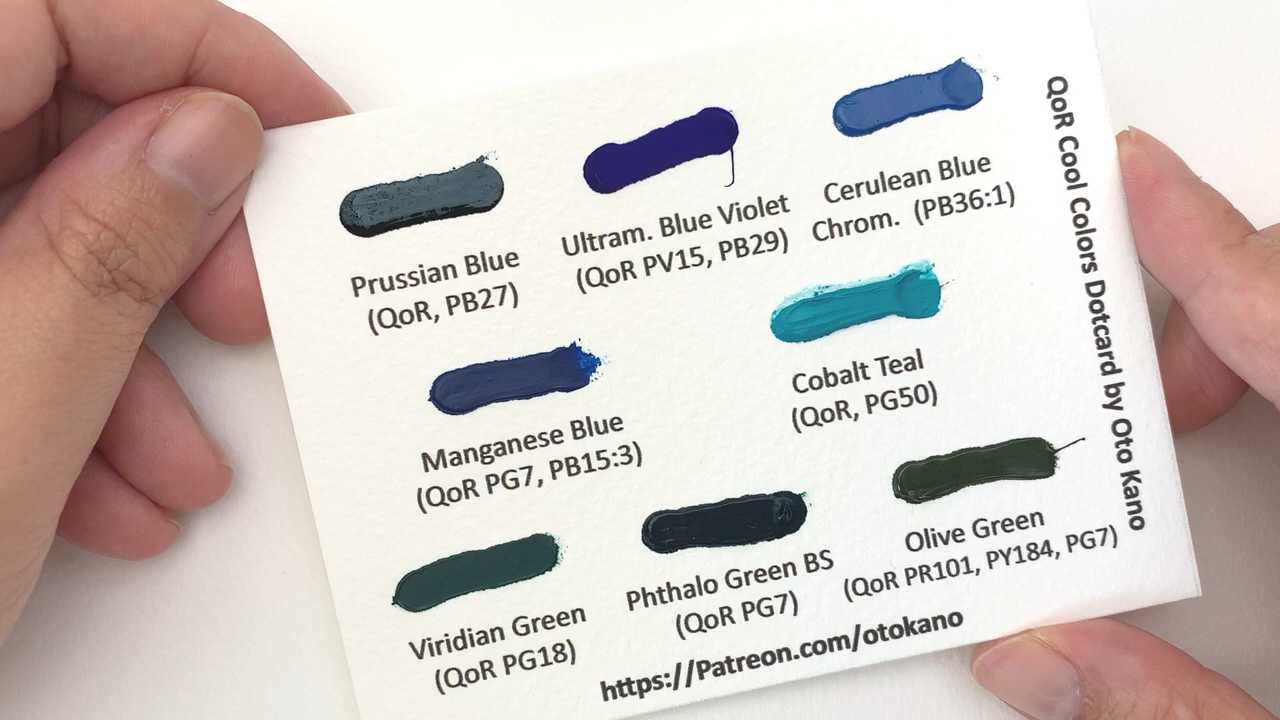 Prussian Blue
(QoR, PB27)
Ultram. Blue Violet
(QoR PV15, PB29)
Cerulean Blue
Chrom. (PB36:1)
Manganese Blue
(QoR PG7, PB15:3)
Cobalt Teal
(QoR, PG50)
Viridian Green
(QoR PG18)
Phthalo Green BS
(QoR PG7)
Olive Green
(QoR PR101, PY184, PG7)
https://Patreon.com/otokano
QoR Cool Colors Dotcard by Oto Kano